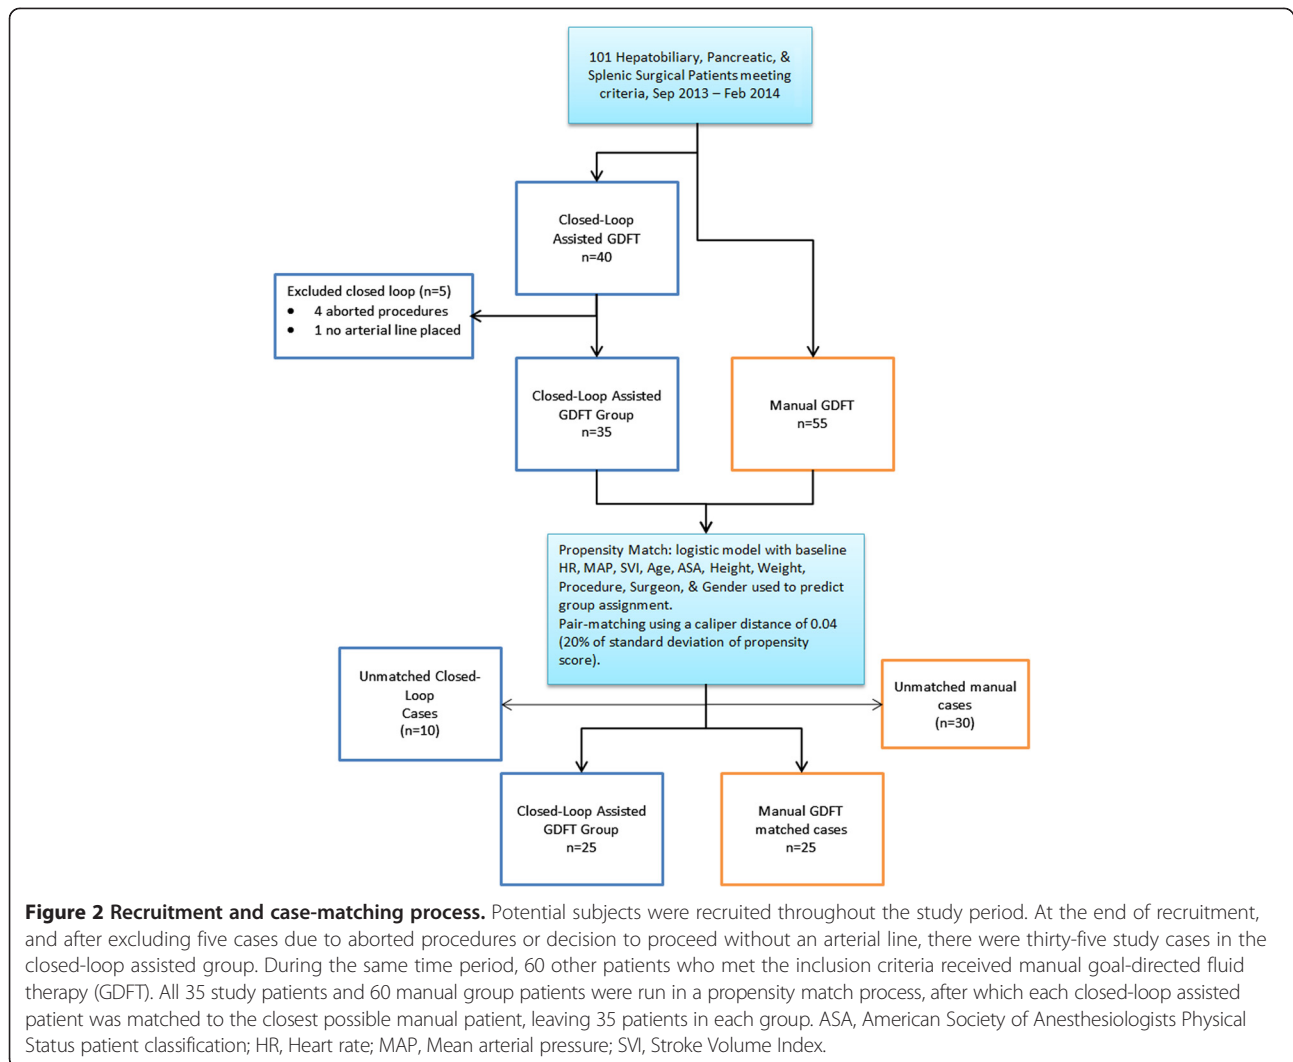 101 Hepatobiliary, Pancreatic, &
Splenic Surgical Patients meeting
criteria, Sep 2013 – Feb 2014
Closed-Loop
Assisted GDFT
n=40
Excluded closed loop (n=5)
• 4 aborted procedures
• 1 no arterial line placed
Closed-Loop Assisted
GDFT Group
n=35
Manual GDFT
n=55
Propensity Match: logistic model with baseline
HR, MAP, SVI, Age, ASA, Height, Weight,
Procedure, Surgeon, & Gender used to predict
group assignment.
Pair-matching using a caliper distance of 0.04
(20% of standard deviation of propensity
score).
Unmatched Closed-
Loop
Cases
(n=10)
Unmatched manual
cases
(n=30)
Closed-Loop Assisted
GDFT Group
n=25
Manual GDFT
matched cases
n=25
Figure 2 Recruitment and case-matching process. Potential subjects were recruited throughout the study period. At the end of recruitment,
and after excluding five cases due to aborted procedures or decision to proceed without an arterial line, there were thirty-five study cases in the
closed-loop assisted group. During the same time period, 60 other patients who met the inclusion criteria received manual goal-directed fluid
therapy (GDFT). All 35 study patients and 60 manual group patients were run in a propensity match process, after which each closed-loop assisted
patient was matched to the closest possible manual patient, leaving 35 patients in each group. ASA, American Society of Anesthesiologists Physical
Status patient classification; HR, Heart rate; MAP, Mean arterial pressure; SVI, Stroke Volume Index.